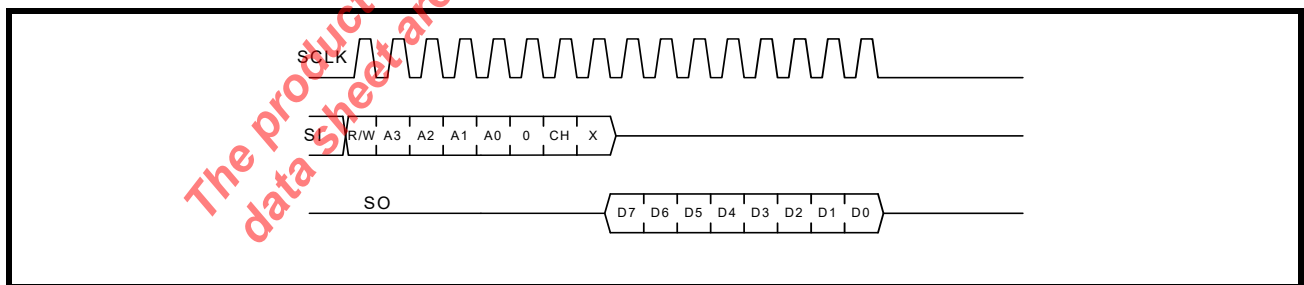 The product
data sheet are
SCLK
SI R/W A3 A2 A1 A0 0 CH X
SO
D7 D6 D5 D4 D3 D2 D1 D0